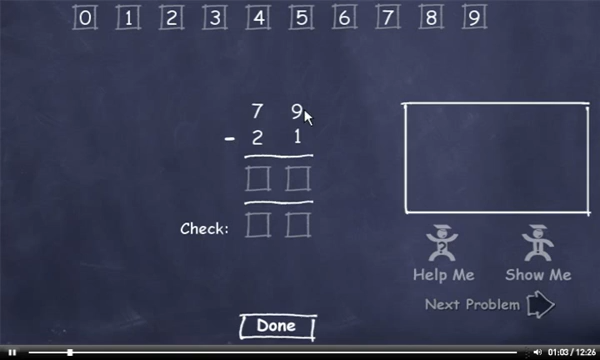 0 1 2 3 4 5 6 7 8 9
7 9
- 2 1
Check:
? !
Help Me Show Me
Next Problem
Done
01:03 / 12:26